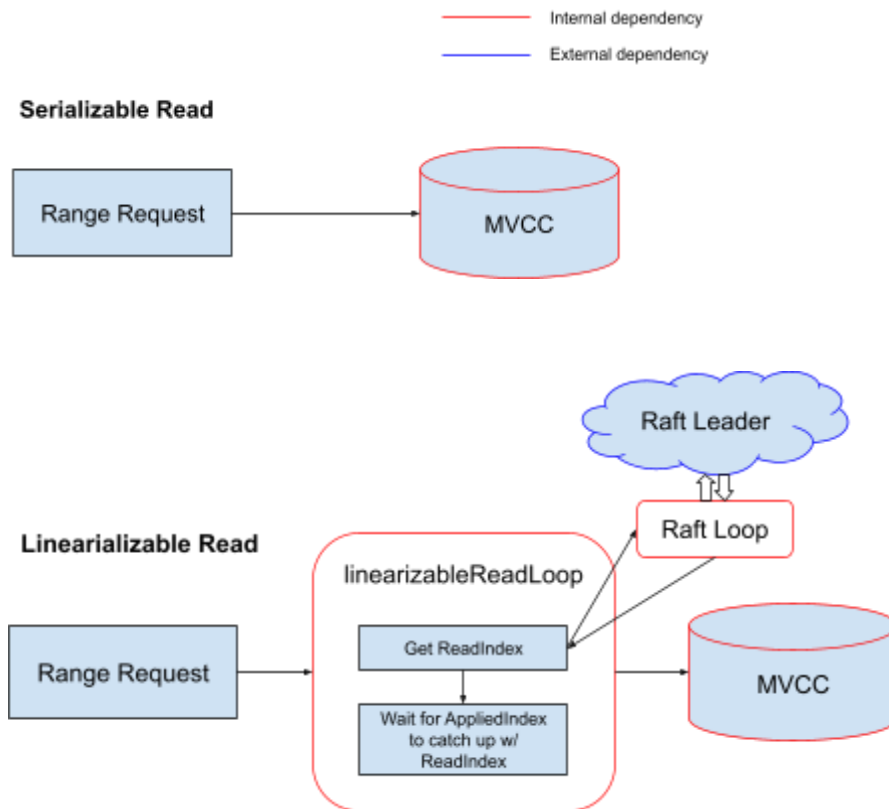 Internal dependency
External dependency
Serializable Read
Range Request
MVCC
Raft Leader
Raft Loop
Linearializable Read
linearizableReadLoop
Get ReadIndex
Range Request
MVCC
Wait for AppliedIndex
to catch up w/
ReadIndex